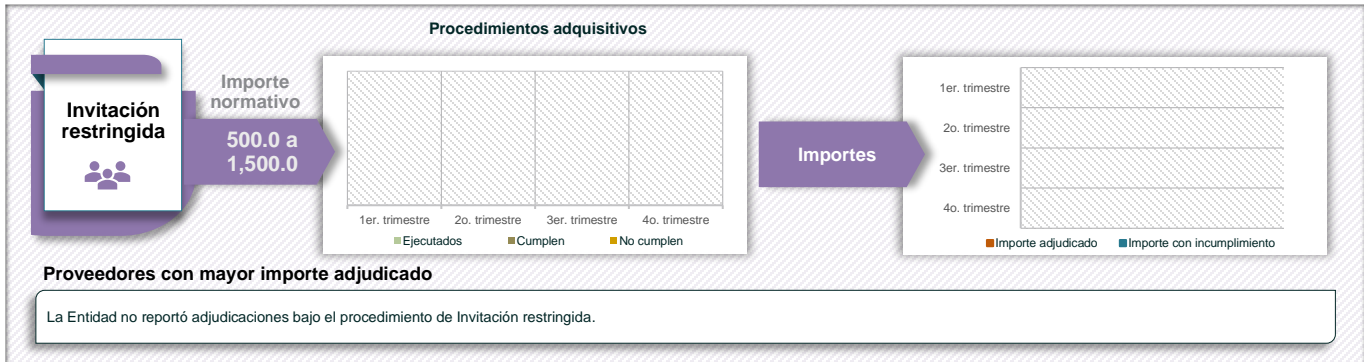 Procedimientos adquisitivos
Invitación
restringida
Importe
normativo
500.0 a
1,500.0
1er. trimestre
2o. trimestre
3er. trimestre
4o. trimestre
Ejecutados
Cumplen
No cumplen
Importes
1er. trimestre
2o. trimestre
3er. trimestre
4o. trimestre
Importe adjudicado
Importe con incumplimiento
Proveedores con mayor importe adjudicado
La Entidad no reportó adjudicaciones bajo el procedimiento de Invitación restringida.